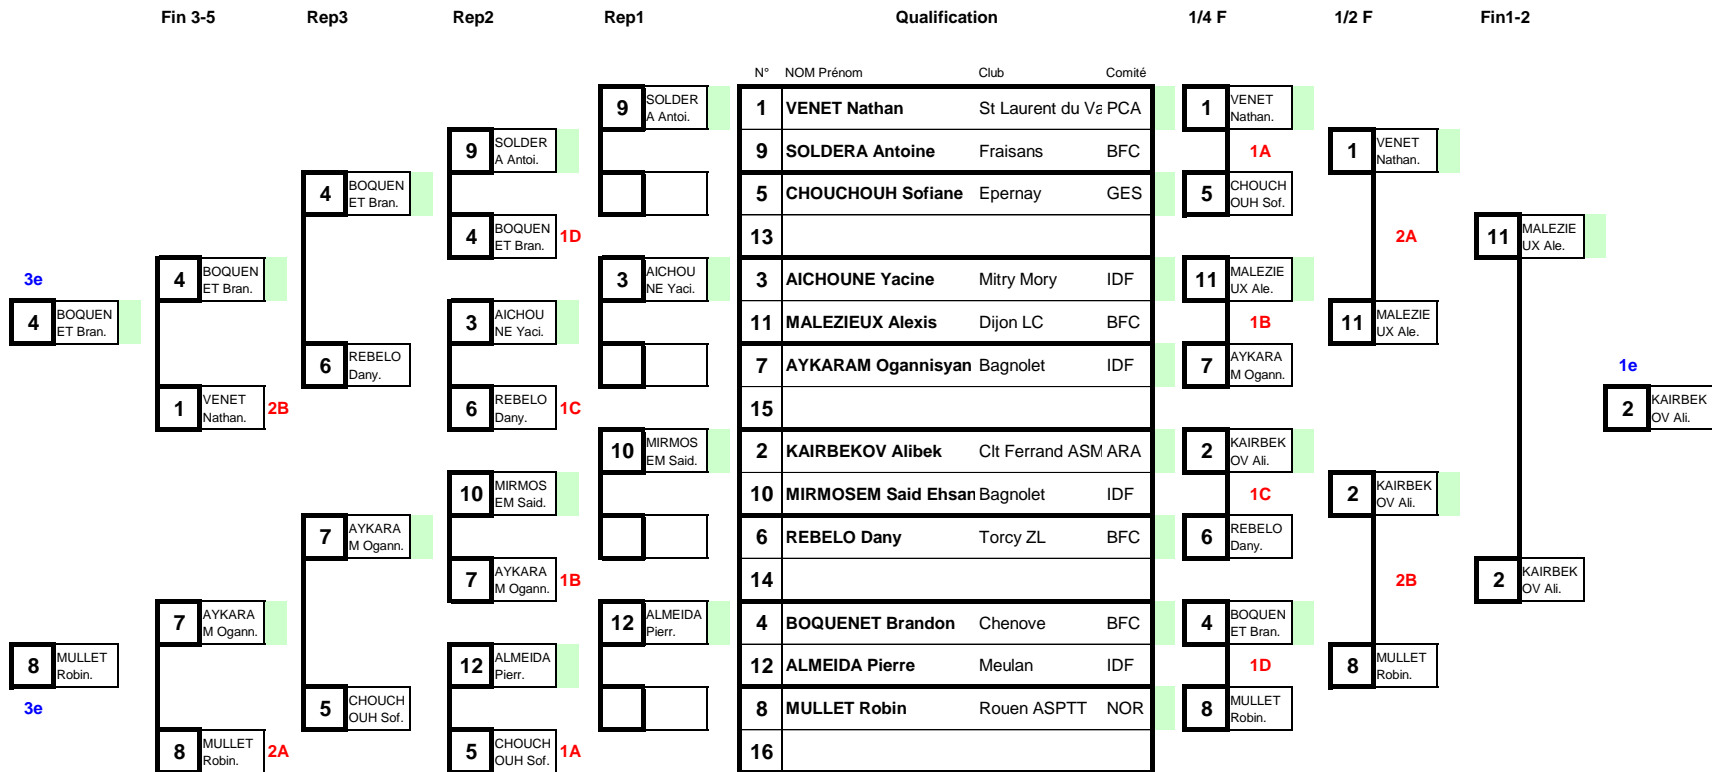 Fin 3-5 Rep3 Rep2 Rep1 Qualification 1/4 F 1/2 F Fin1-2
N° NOM Prénom Club Comité
9 SOLDER
A Antoi.
1 VENET Nathan St Laurent du Va PCA
1 VENET
Nathan.
9 SOLDER
A Antoi.
9 SOLDERA Antoine Fraisans BFC
1A
1 VENET
Nathan.
4 BOQUEN
ET Bran.
5 CHOUCHOUH Sofiane Epernay GES
5 CHOUCH
OUH Sof.
4 BOQUEN
ET Bran.
1D
13
2A
11 MALEZIE
UX Ale.
3e
4 BOQUEN
ET Bran.
3 AICHOU
NE Yaci.
3 AICHOUNE Yacine Mitry Mory IDF
11 MALEZIE
UX Ale.
4 BOQUEN
ET Bran.
3 AICHOU
NE Yaci.
11 MALEZIEUX Alexis Dijon LC BFC
1B
11 MALEZIE
UX Ale.
6 REBELO
Dany.
7 AYKARAM Ogannisyan Bagnolet IDF
7 AYKARA
M Ogann.
1e
1 VENET
Nathan.
2B
6 REBELO
Dany.
1C
15
2 KAIRBEK
OV Ali.
10 MIRMOS
EM Said.
2 KAIRBEKOV Alibek Clt Ferrand ASM ARA
2 KAIRBEK
OV Ali.
10 MIRMOS
EM Said.
10 MIRMOSEM Said Ehsan Bagnolet IDF
1C
2 KAIRBEK
OV Ali.
7 AYKARA
M Ogann.
6 REBELO Dany Torcy ZL BFC
6 REBELO
Dany.
7 AYKARA
M Ogann.
1B
14
2B
2 KAIRBEK
OV Ali.
7 AYKARA
M Ogann.
12 ALMEIDA
Pierr.
4 BOQUENET Brandon Chenove BFC
4 BOQUEN
ET Bran.
8 MULLET
Robin.
12 ALMEIDA
Pierr.
12 ALMEIDA Pierre Meulan IDF
1D
8 MULLET
Robin.
3e
5 CHOUCH
OUH Sof.
8 MULLET Robin Rouen ASPTT NOR
8 MULLET
Robin.
8 MULLET
Robin.
2A
5 CHOUCH
OUH Sof.
1A
16